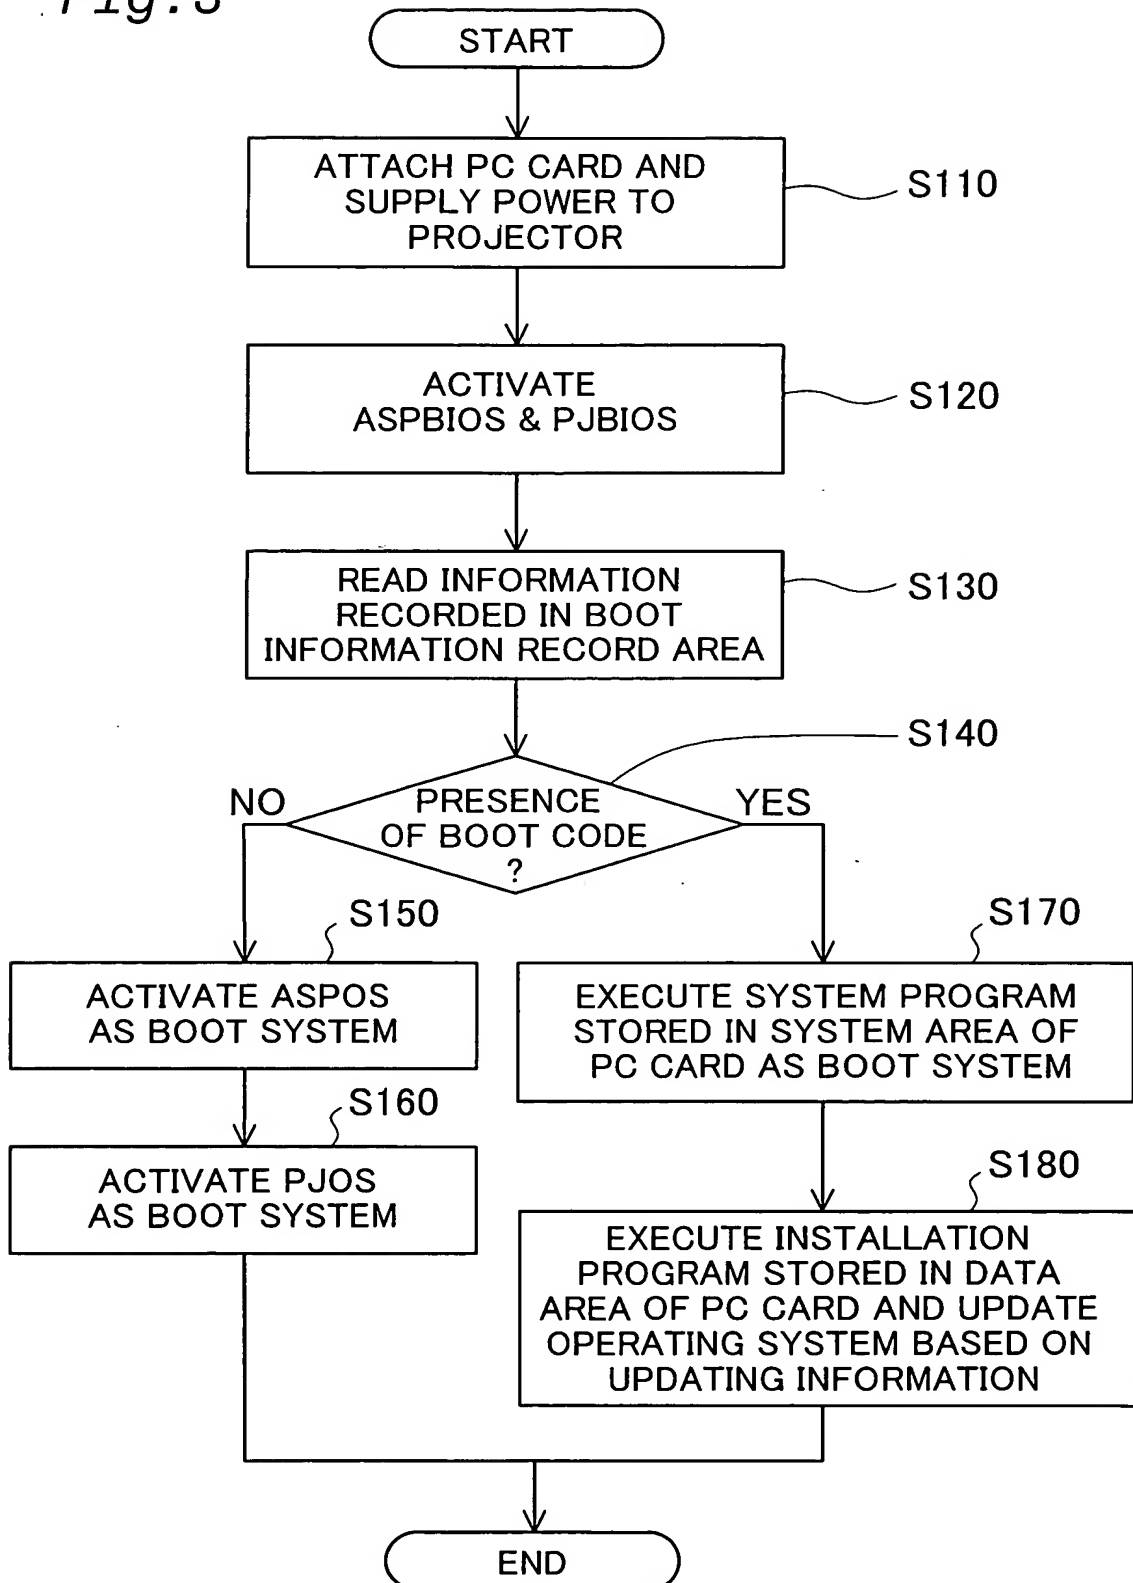 Fig.3
START
ATTACH PC CARD AND
SUPPLY POWER TO
PROJECTOR
S110
ACTIVATE
ASPBIOS & PJBIOS
S120
READ INFORMATION
RECORDED IN BOOT
INFORMATION RECORD AREA
S130
S140
NO
PRESENCE
OF BOOT CODE
?
YES
S150
ACTIVATE ASPOS
AS BOOT SYSTEM
S160
ACTIVATE PJOS
AS BOOT SYSTEM
S170
EXECUTE SYSTEM PROGRAM
STORED IN SYSTEM AREA OF
PC CARD AS BOOT SYSTEM
S180
EXECUTE INSTALLATION
PROGRAM STORED IN DATA
AREA OF PC CARD AND UPDATE
OPERATING SYSTEM BASED ON
UPDATING INFORMATION
END